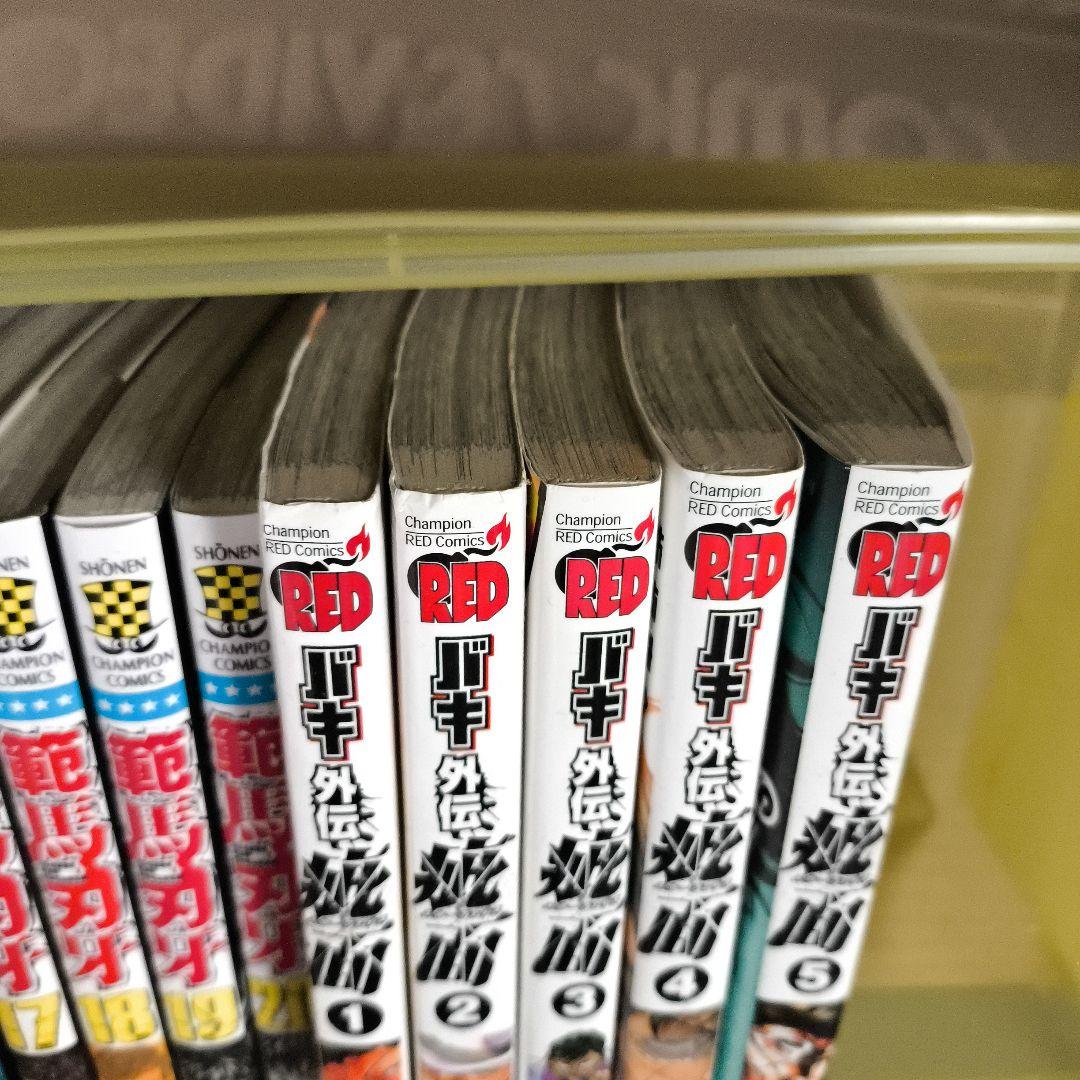 SHŌNEN
CHAMPION
COMICS
範馬刃牙
17
SHŌNEN
CHAMPION
COMICS
範馬刃牙
18
SHŌNEN
CHAMPION
COMICS
範馬刃牙
19
21
Champion
RED Comics
RED
バキ外伝
疵面
1
Champion
RED Comics
RED
バキ外伝
疵面
2
Champion
RED Comics
RED
バキ外伝
疵面
3
Champion
RED Comics
RED
バキ外伝
疵面
4
Champion
RED Comics
RED
バキ外伝
疵面
5